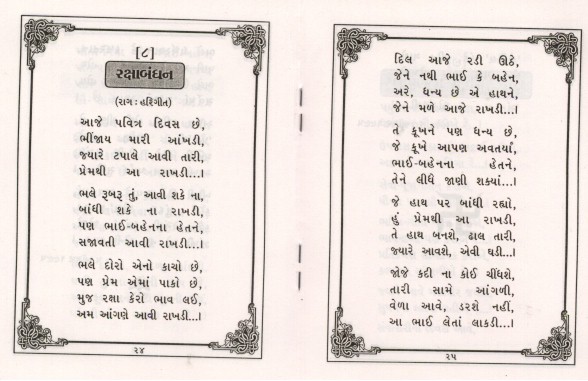 [૮]
રક્ષાબંધન
(રાગ: હરિગીત)
આજે પવિત્ર દિવસ છે,
ભીંજાય મારી આંખડી,
જ્યારે ટપાલે આવી તારી,
પ્રેમથી આ રાખડી...।
ભલે રૂબરૂ તું, આવી શકે ના,
બાંધી શકે ના રાખડી,
પણ ભાઈ-બહેનના હેતને,
સજાવતી આવી રાખડી...।
ભલે દોરો એનો કાચો છે,
પણ પ્રેમ એમાં પાકો છે,
મુજ રક્ષા કેરો ભાવ લઈ,
અમ આંગણે આવી રાખડી...।
૨૪
દિલ આજે રડી ઊઠે,
જેને નથી ભાઈ કે બહેન,
અરે, ધન્ય છે એ હાથને,
જેને મળે આજે રાખડી...।
તે કૂખને પણ ધન્ય છે,
જે કૂખે આપણ અવતર્યાં,
ભાઈ-બહેનના હેતને,
તેને લીધે જાણી શક્યાં...।
જે હાથ પર બાંધી રહ્યો,
હું પ્રેમથી આ રાખડી,
તે હાથ બનશે, ઢાલ તારી,
જ્યારે આવશે, એવી ઘડી...।
જોજે કદી ના કોઈ ચીંધશે,
તારી સામે આંગળી,
વેળા આવે, ડરશે નહીં,
આ ભાઈ લેતાં લાકડી...।
૨૫